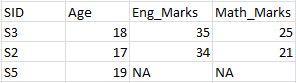 SID Age Eng_Marks Math_Marks
S3 18 35 25
S2 17 34 21
S5 19 NA NA